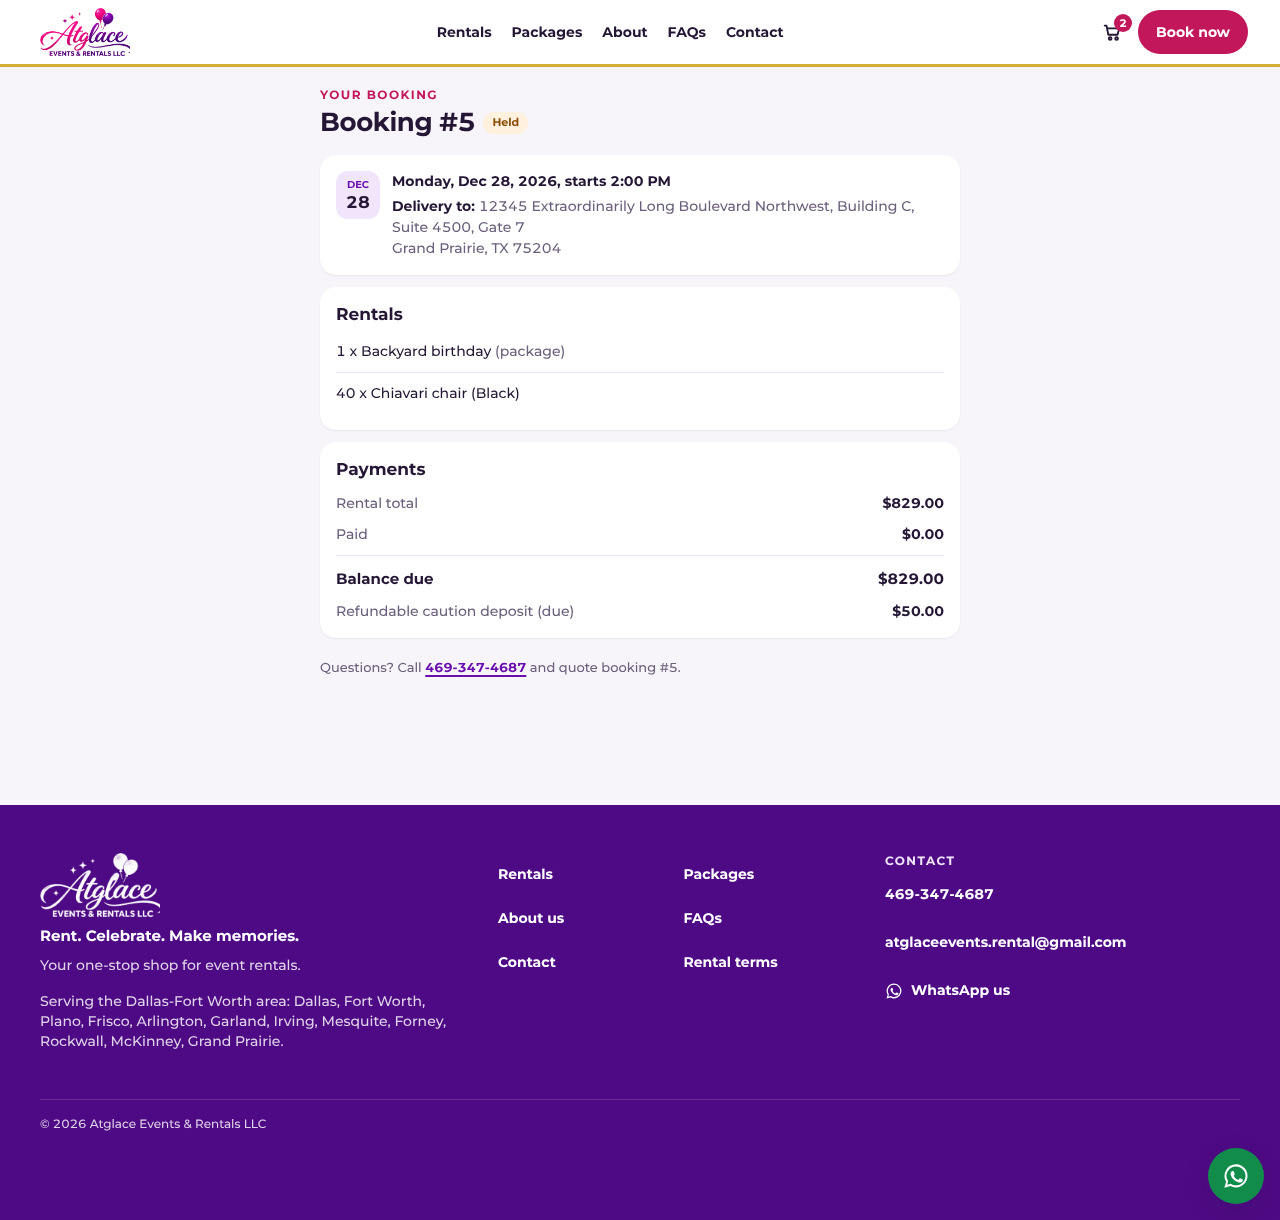 Atglace
EVENTS & RENTALS LLC
Rentals Packages About FAQs Contact
2
Book now
YOUR BOOKING
Booking #5 Held
DEC
28
Monday, Dec 28, 2026, starts 2:00 PM
Delivery to: 12345 Extraordinarily Long Boulevard Northwest, Building C,
Suite 4500, Gate 7
Grand Prairie, TX 75204
Rentals
1 x Backyard birthday (package)
40 x Chiavari chair (Black)
Payments
Rental total $829.00
Paid $0.00
Balance due $829.00
Refundable caution deposit (due) $50.00
Questions? Call 469-347-4687 and quote booking #5.
Atglace
EVENTS & RENTALS LLC
Rent. Celebrate. Make memories.
Your one-stop shop for event rentals.
Serving the Dallas-Fort Worth area: Dallas, Fort Worth,
Plano, Frisco, Arlington, Garland, Irving, Mesquite, Forney,
Rockwall, McKinney, Grand Prairie.
Rentals Packages
About us FAQs
Contact Rental terms
CONTACT
469-347-4687
atglaceevents.rental@gmail.com
WhatsApp us
© 2026 Atglace Events & Rentals LLC